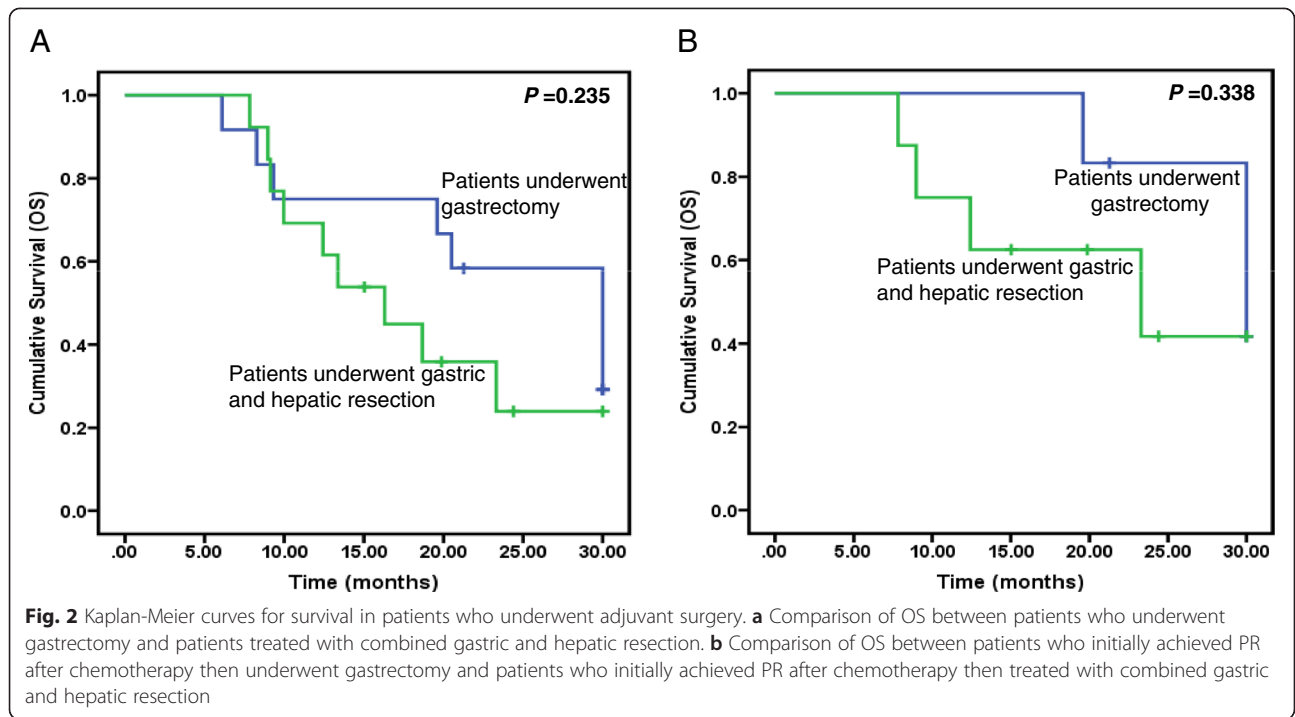 A
P =0.235
1.0
0.8
0.6
0.4
0.2
0.0
Cumulative Survival (OS)
Patients underwent
gastrectomy
Patients underwent gastric
and hepatic resection
.00 5.00 10.00 15.00 20.00 25.00 30.00
Time (months)
B
P =0.338
1.0
0.8
0.6
0.4
0.2
0.0
Cumulative Survival (OS)
Patients underwent
gastrectomy
Patients underwent gastric
and hepatic resection
.00 5.00 10.00 15.00 20.00 25.00 30.00
Time (months)
Fig. 2 Kaplan-Meier curves for survival in patients who underwent adjuvant surgery. a Comparison of OS between patients who underwent
gastrectomy and patients treated with combined gastric and hepatic resection. b Comparison of OS between patients who initially achieved PR
after chemotherapy then underwent gastrectomy and patients who initially achieved PR after chemotherapy then treated with combined gastric
and hepatic resection